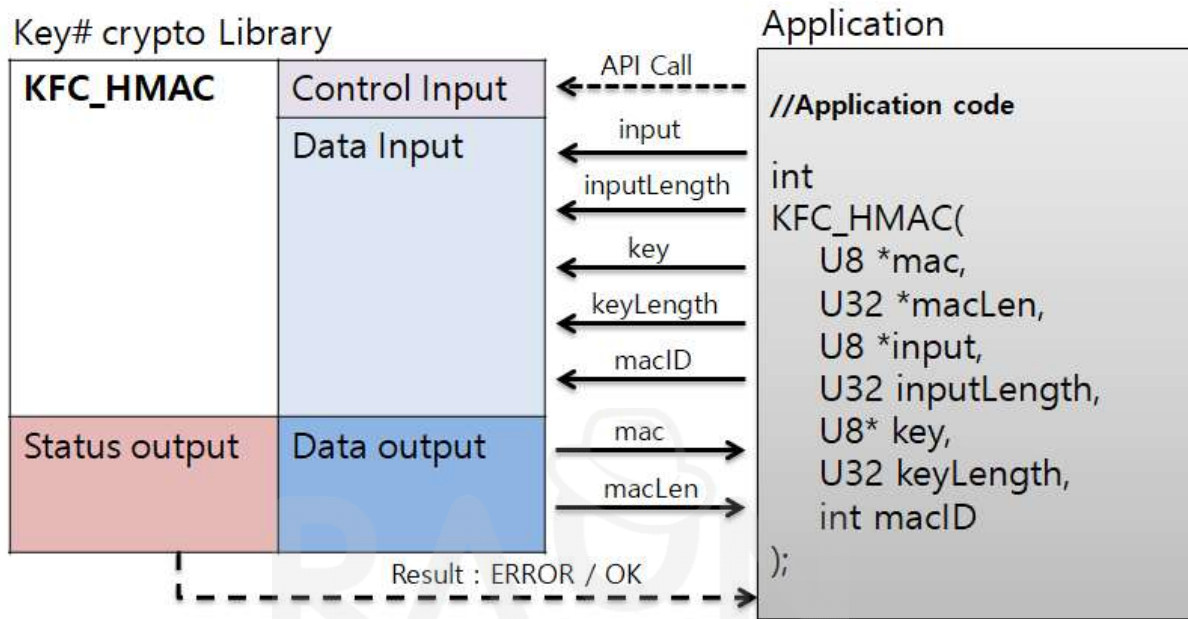 Key# crypto Library
Application
KFC_HMAC
Control Input
Data Input
Status output
Data output
API Call
input
inputLength
key
keyLength
macID
mac
macLen
Result : ERROR / OK
//Application code
int
KFC_HMAC(
U8 *mac,
U32 *macLen,
U8 *input,
U32 inputLength,
U8* key,
U32 keyLength,
int macID
);